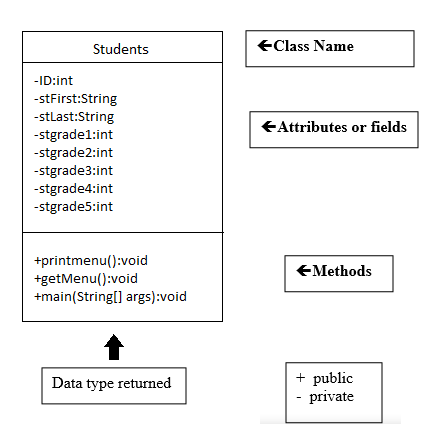 Students
-ID:int
-stFirst:String
-stLast:String
-stgrade1:int
-stgrade2:int
-stgrade3:int
-stgrade4:int
-stgrade5:int
+printmenu():void
+getMenu():void
+main(String[] args):void
Data type returned
←Class Name
←Attributes or fields
←Methods
+ public
- private